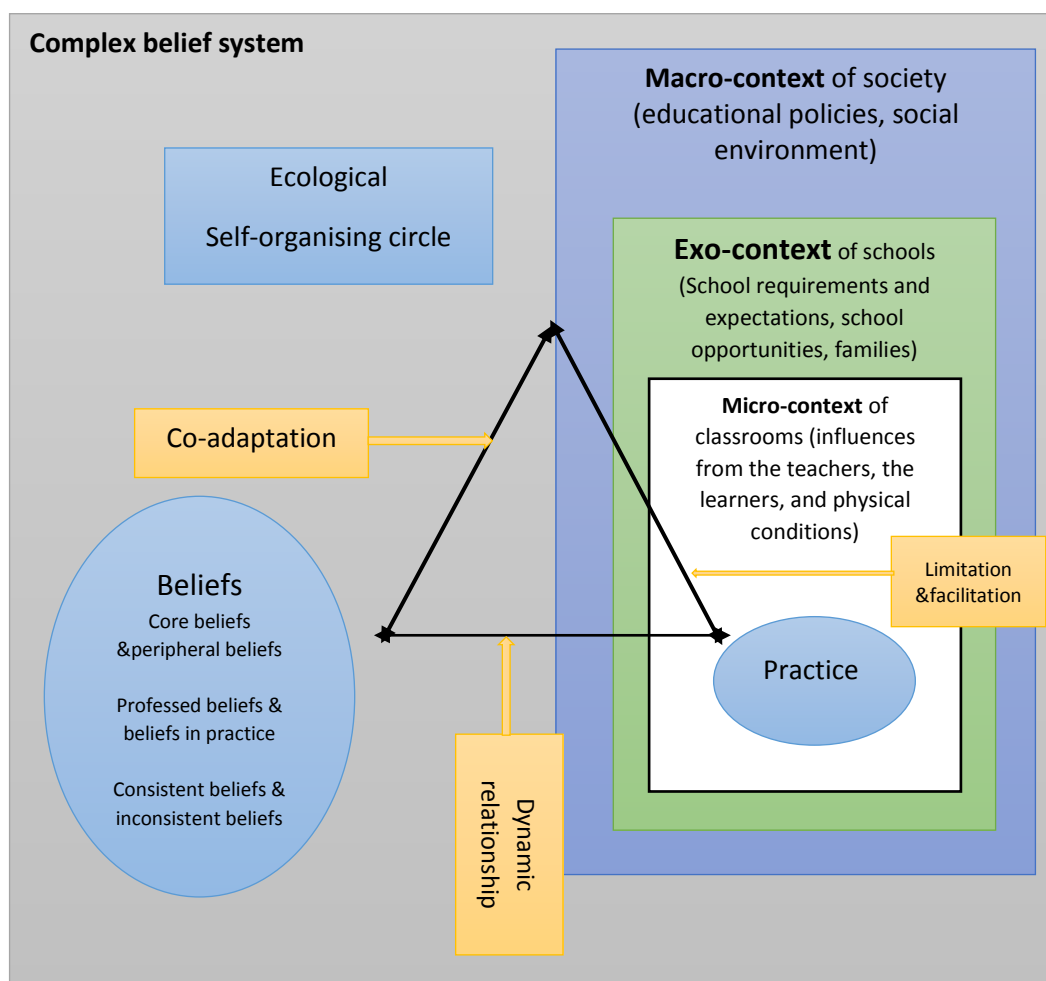 Complex belief system
Macro-context of society
(educational policies, social
environment)
Ecological
Self-organising circle
Exo-context of schools
(School requirements and
expectations, school
opportunities, families)
Micro-context of
classrooms (influences
from the teachers, the
learners, and physical
conditions)
Co-adaptation
Limitation
&facilitation
Beliefs
Core beliefs
&peripheral beliefs
Professed beliefs &
beliefs in practice
Consistent beliefs &
inconsistent beliefs
Practice
Dynamic
relationship